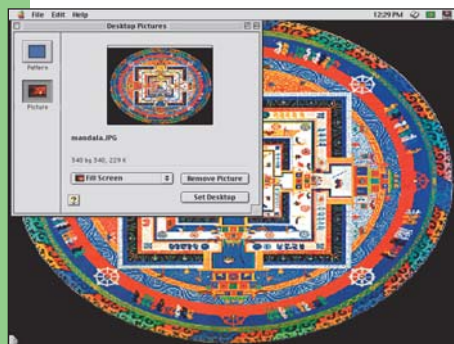 File Edit Help 12:29 PM
Desktop Pictures
Pattern
Picture
mandala.JPG
540 by 540, 229 K
Fill Screen
Remove Picture
Set Desktop
?